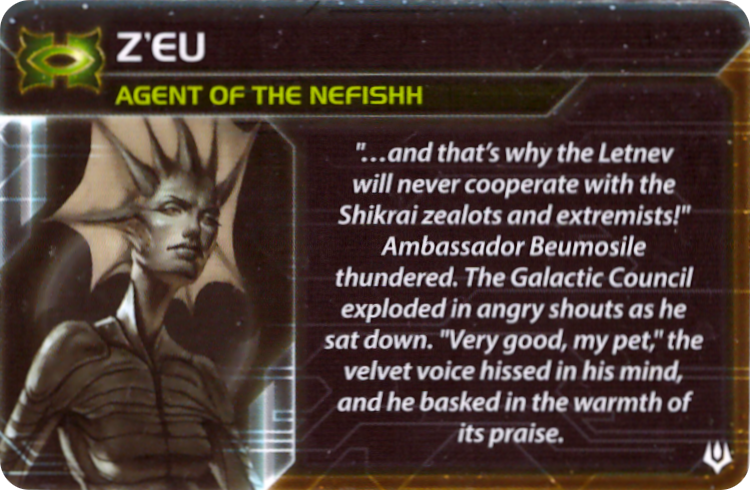 Z'EU
AGENT OF THE NEFISHH
"...and that's why the Letnev
will never cooperate with the
Shikrai zealots and extremists!"
Ambassador Beumosile
thundered. The Galactic Council
exploded in angry shouts as he
sat down. "Very good, my pet," the
velvet voice hissed in his mind,
and he basked in the warmth of
its praise.